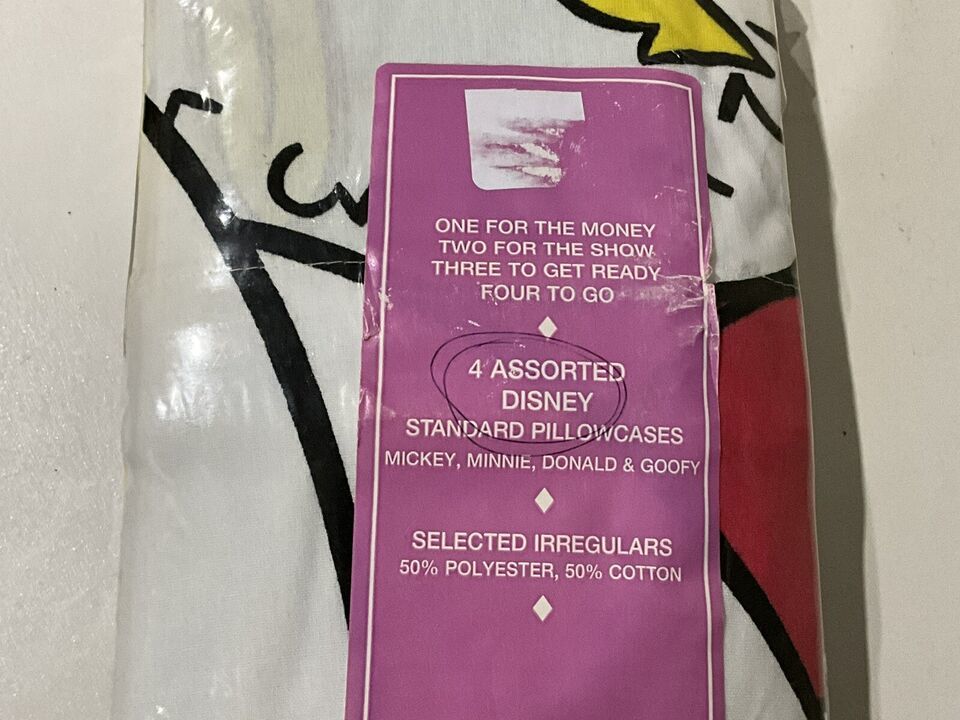 ONE FOR THE MONEY
TWO FOR THE SHOW
THREE TO GET READY
FOUR TO GO
4 ASSORTED
DISNEY
STANDARD PILLOWCASES
MICKEY, MINNIE, DONALD & GOOFY
SELECTED IRREGULARS
50% POLYESTER, 50% COTTON